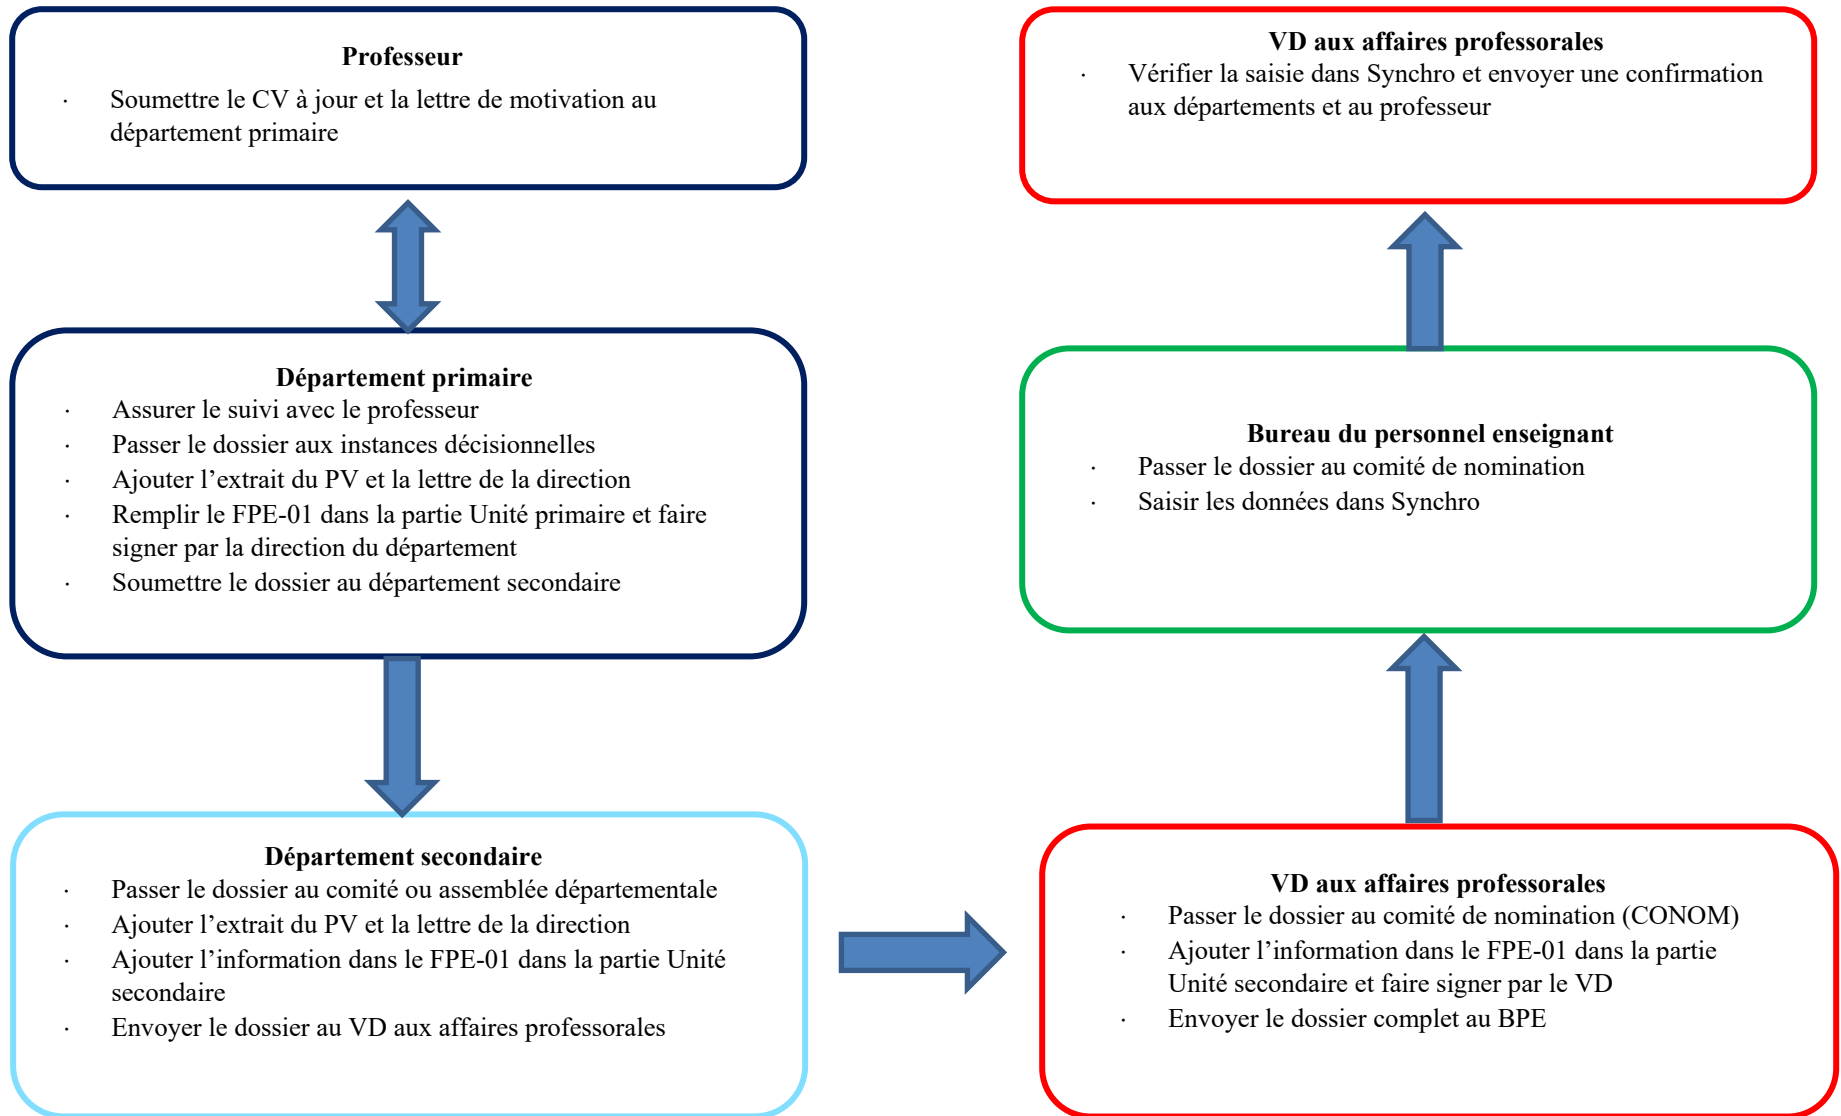 Professeur
· Soumettre le CV à jour et la lettre de motivation au
département primaire
Département primaire
· Assurer le suivi avec le professeur
· Passer le dossier aux instances décisionnelles
· Ajouter l’extrait du PV et la lettre de la direction
· Remplir le FPE-01 dans la partie Unité primaire et faire
signer par la direction du département
· Soumettre le dossier au département secondaire
Département secondaire
· Passer le dossier au comité ou assemblée départementale
· Ajouter l’extrait du PV et la lettre de la direction
· Ajouter l’information dans le FPE-01 dans la partie Unité
secondaire
· Envoyer le dossier au VD aux affaires professorales
VD aux affaires professorales
· Passer le dossier au comité de nomination (CONOM)
· Ajouter l’information dans le FPE-01 dans la partie
Unité secondaire et faire signer par le VD
· Envoyer le dossier complet au BPE
Bureau du personnel enseignant
· Passer le dossier au comité de nomination
· Saisir les données dans Synchro
VD aux affaires professorales
· Vérifier la saisie dans Synchro et envoyer une confirmation
aux départements et au professeur